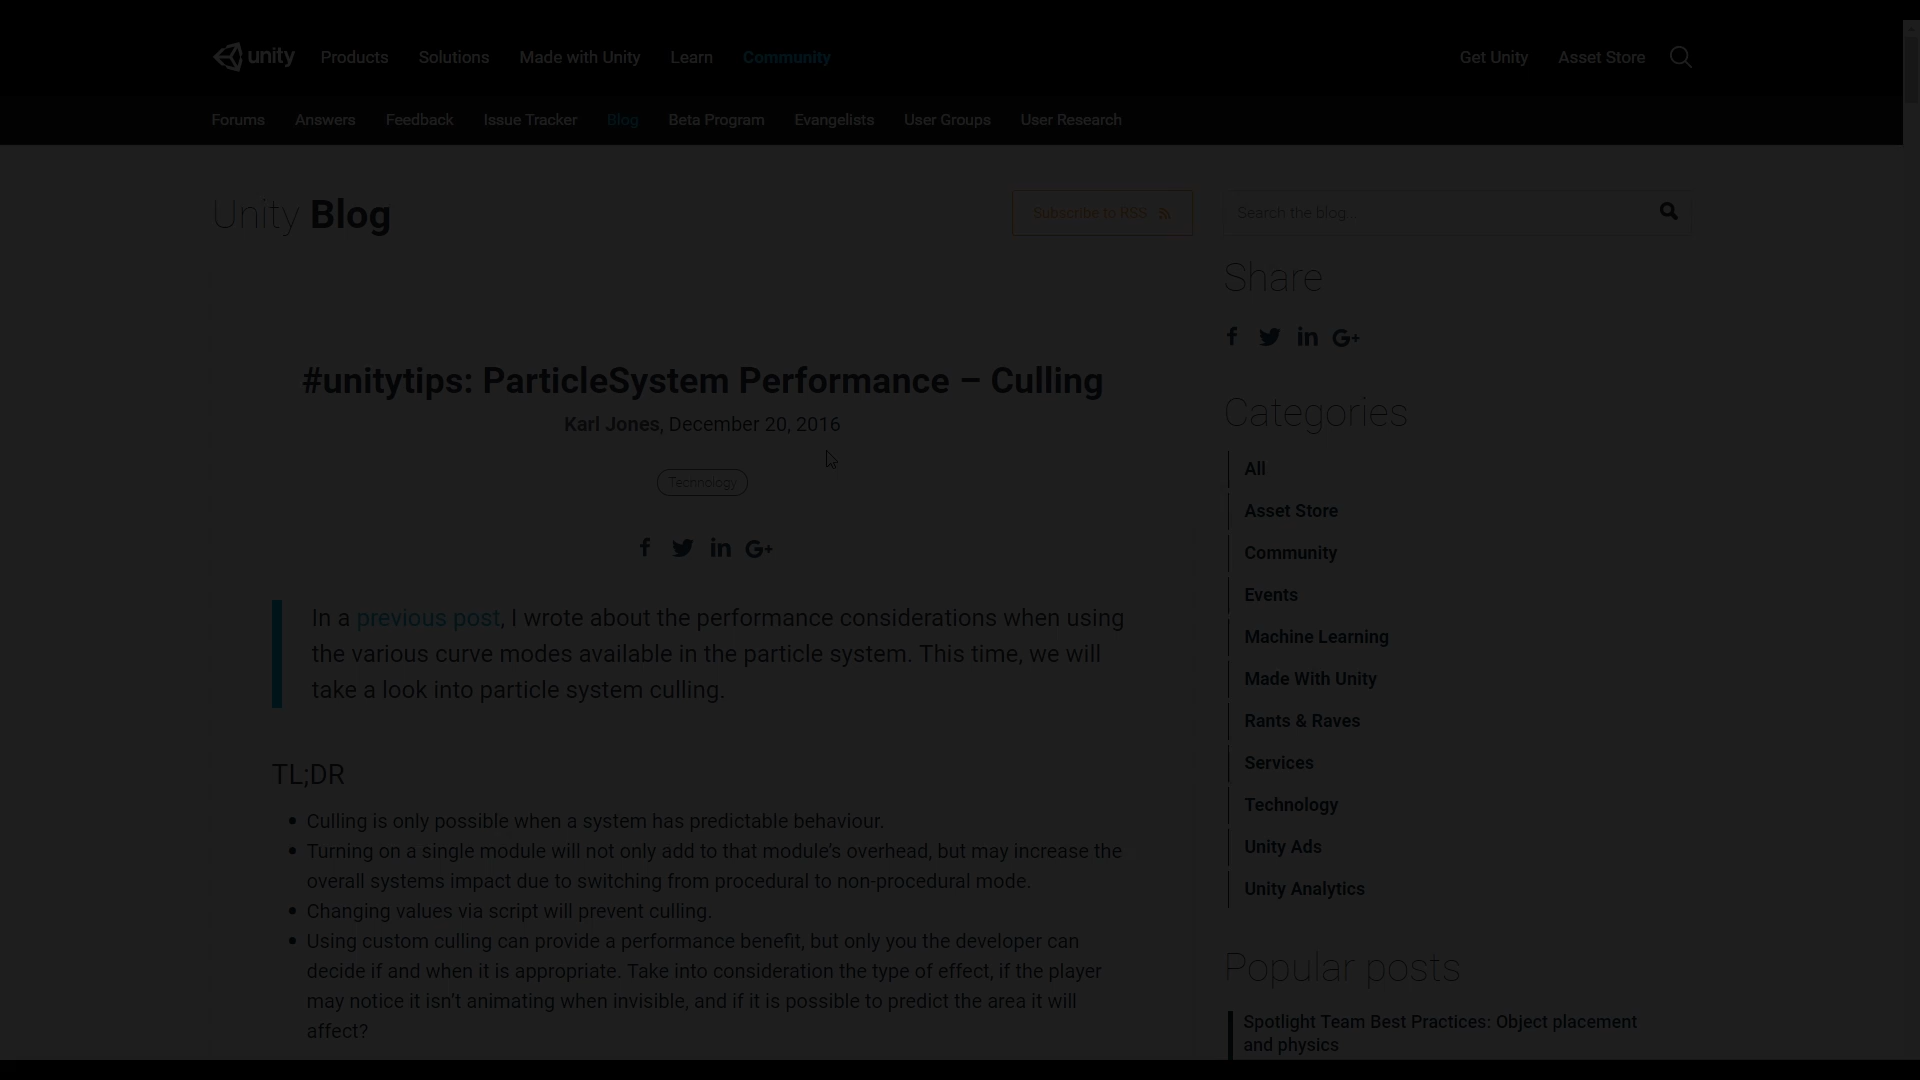 unity Products Solutions Made with Unity Learn Community Get Unity Asset Store
Forums Answers Feedback Issue Tracker Blog Beta Program Evangelists User Groups User Research
Unity Blog
Subscribe to RSS
Search the blog...
Share
#unitytips: ParticleSystem Performance – Culling
Karl Jones, December 20, 2016
Technology
In a previous post, I wrote about the performance considerations when using
the various curve modes available in the particle system. This time, we will
take a look into particle system culling.
TL;DR
Culling is only possible when a system has predictable behaviour.
Turning on a single module will not only add to that module’s overhead, but may increase the
overall systems impact due to switching from procedural to non-procedural mode.
Changing values via script will prevent culling.
Using custom culling can provide a performance benefit, but only you the developer can
decide if and when it is appropriate. Take into consideration the type of effect, if the player
may notice it isn’t animating when invisible, and if it is possible to predict the area it will
affect?
Categories
All
Asset Store
Community
Events
Machine Learning
Made With Unity
Rants & Raves
Services
Technology
Unity Ads
Unity Analytics
Popular posts
Spotlight Team Best Practices: Object placement
and physics